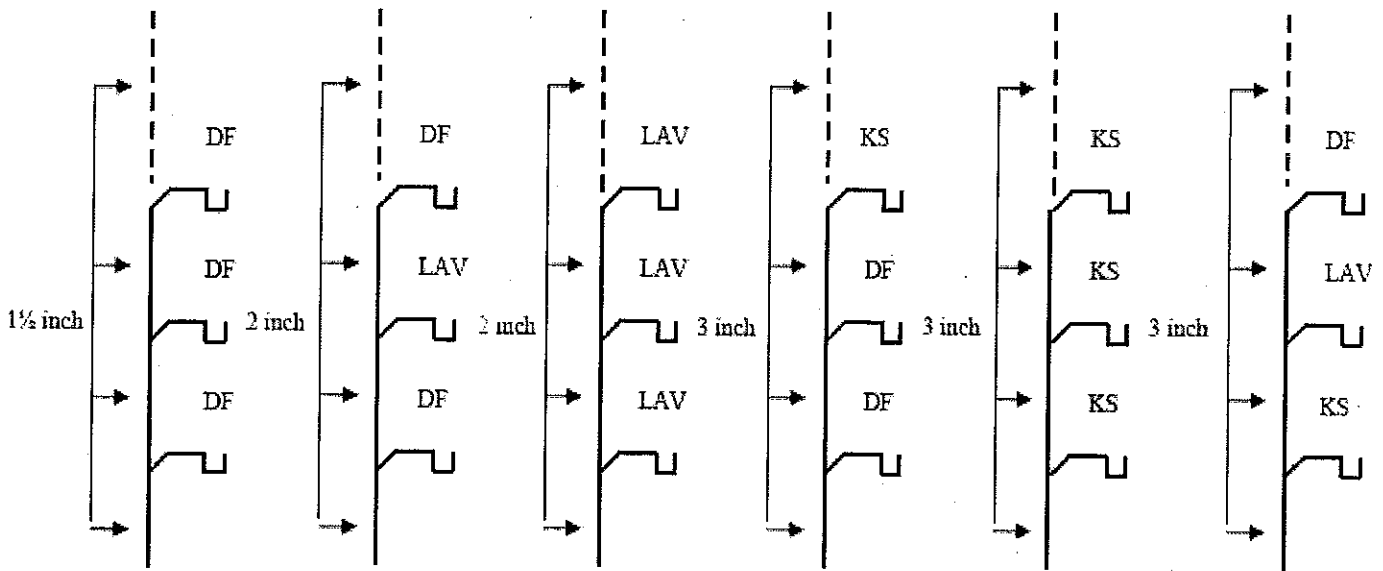 DF DF LAV KS KS DF
DF LAV LAV DF KS LAV
1½ inch 2 inch 2 inch 3 inch 3 inch 3 inch
DF DF LAV DF KS KS